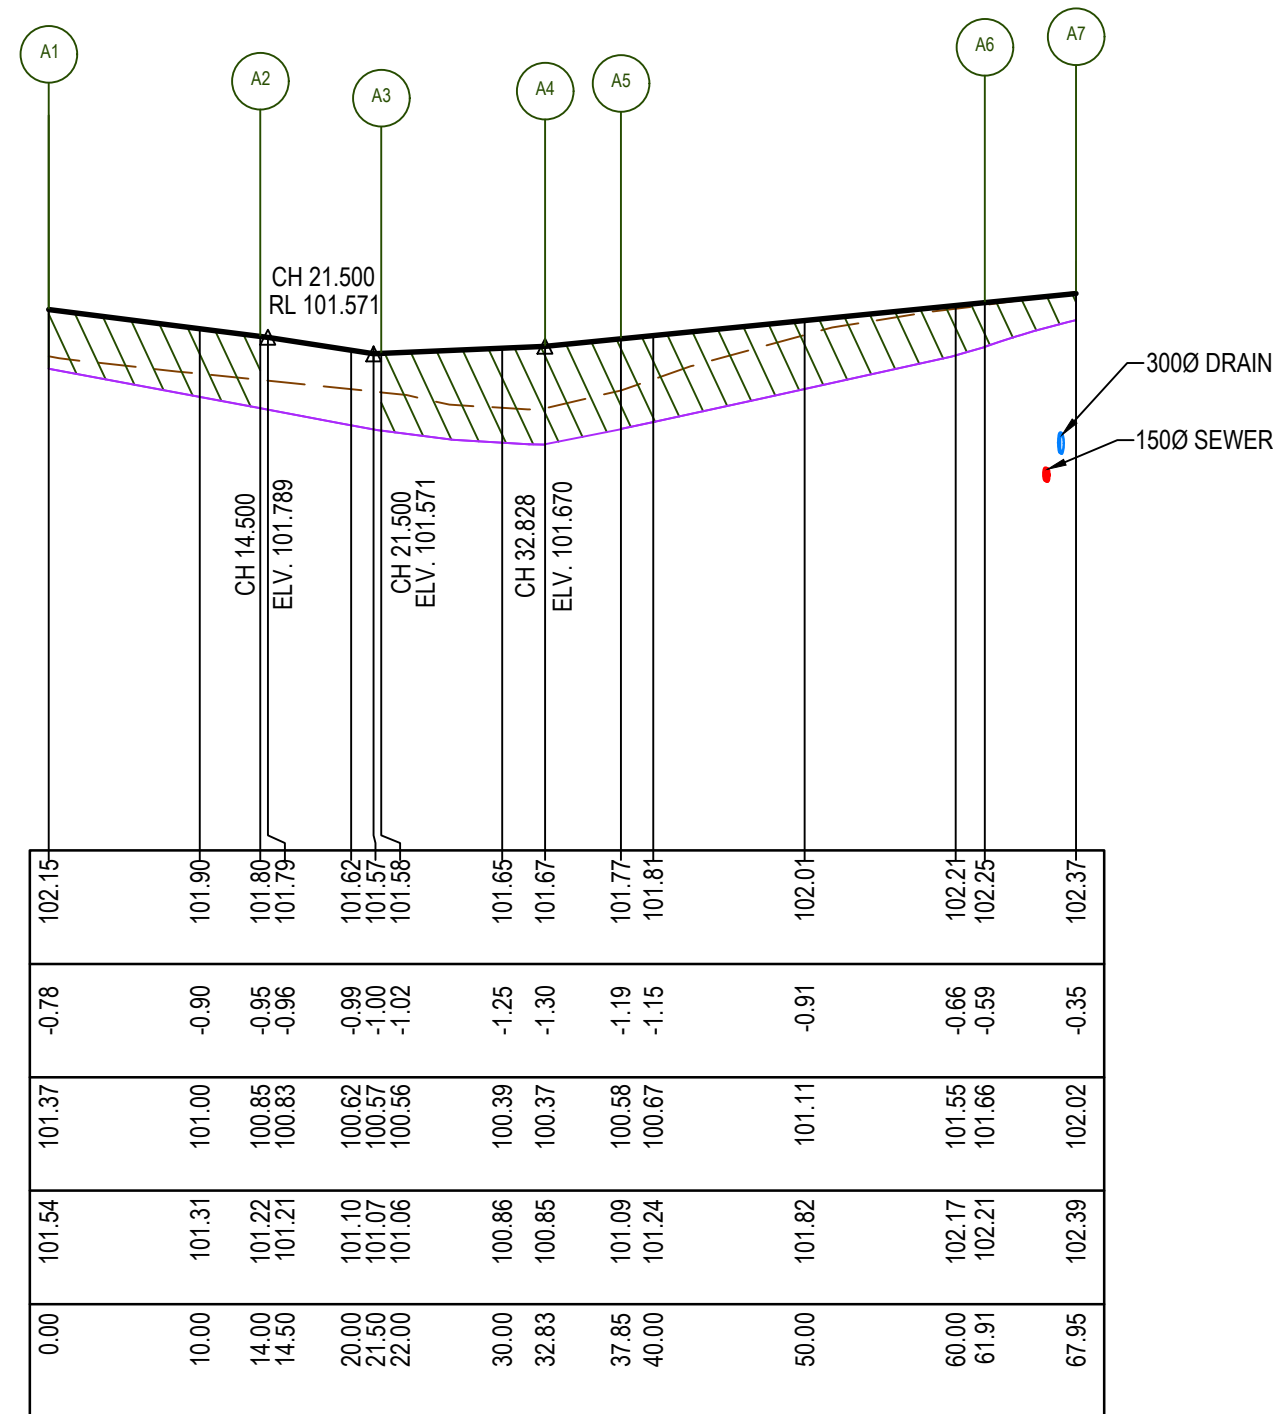 A1
A2
A3
A4
A5
A6
A7
CH 21.500
RL 101.571
300Ø DRAIN
150Ø SEWER
CH 14.500
ELV. 101.789
CH 21.500
ELV. 101.571
CH 32.828
ELV. 101.670
102.15 101.90 101.80 101.79 101.62 101.57 101.58 101.65 101.67 101.77 101.81 102.01 102.21 102.25 102.37
-0.78 -0.90 -0.95 -0.96 -0.99 -1.00 -1.02 -1.25 -1.30 -1.19 -1.15 -0.91 -0.66 -0.59 -0.35
101.37 101.00 100.85 100.83 100.62 100.57 100.56 100.39 100.37 100.58 100.67 101.11 101.55 101.66 102.02
101.54 101.31 101.22 101.21 101.10 101.07 101.06 100.86 100.85 101.09 101.24 101.82 102.17 102.21 102.39
0.00 10.00 14.00 14.50 20.00 21.50 22.00 30.00 32.83 37.85 40.00 50.00 60.00 61.91 67.95